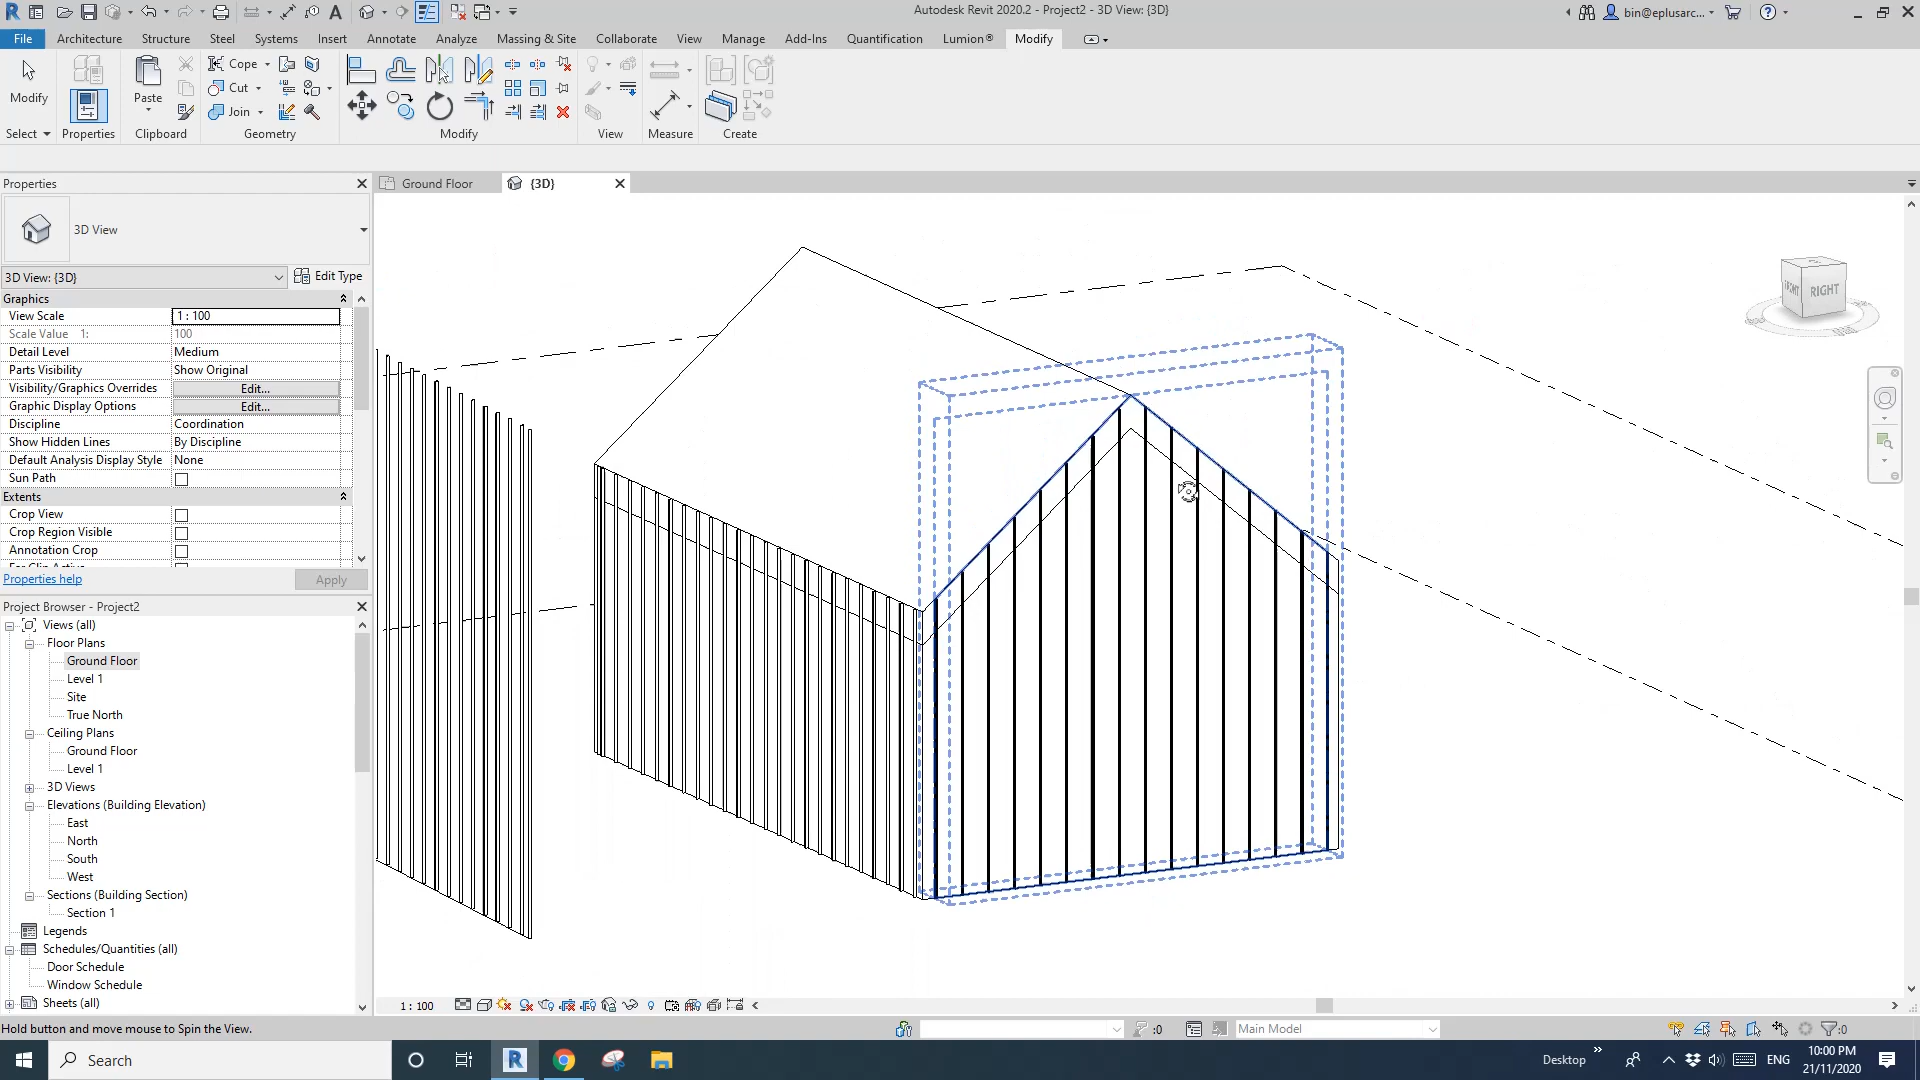 Autodesk Revit 2020.2 - Project2 - 3D View: {3D}
bin@eplusarc...
File Architecture Structure Steel Systems Insert Annotate Analyze Massing & Site Collaborate View Manage Add-Ins Quantification Lumion® Modify
Modify
Paste
Cope
Cut
Join
Select Properties Clipboard Geometry Modify View Measure Create
Properties
Ground Floor
{3D}
3D View
3D View: {3D}
Edit Type
Graphics
View Scale 1 : 100
Scale Value 1: 100
Detail Level Medium
Parts Visibility Show Original
Visibility/Graphics Overrides Edit...
Graphic Display Options Edit...
Discipline Coordination
Show Hidden Lines By Discipline
Default Analysis Display Style None
Sun Path
Extents
Crop View
Crop Region Visible
Annotation Crop
Properties help
Apply
FRONT
RIGHT
Project Browser - Project2
Views (all)
Floor Plans
Ground Floor
Level 1
Site
True North
Ceiling Plans
Ground Floor
Level 1
3D Views
Elevations (Building Elevation)
East
North
South
West
Sections (Building Section)
Section 1
Legends
Schedules/Quantities (all)
Door Schedule
Window Schedule
Sheets (all)
1 : 100
Hold button and move mouse to Spin the View.
:0
Main Model
:0
Search
Desktop
ENG
10:00 PM
21/11/2020